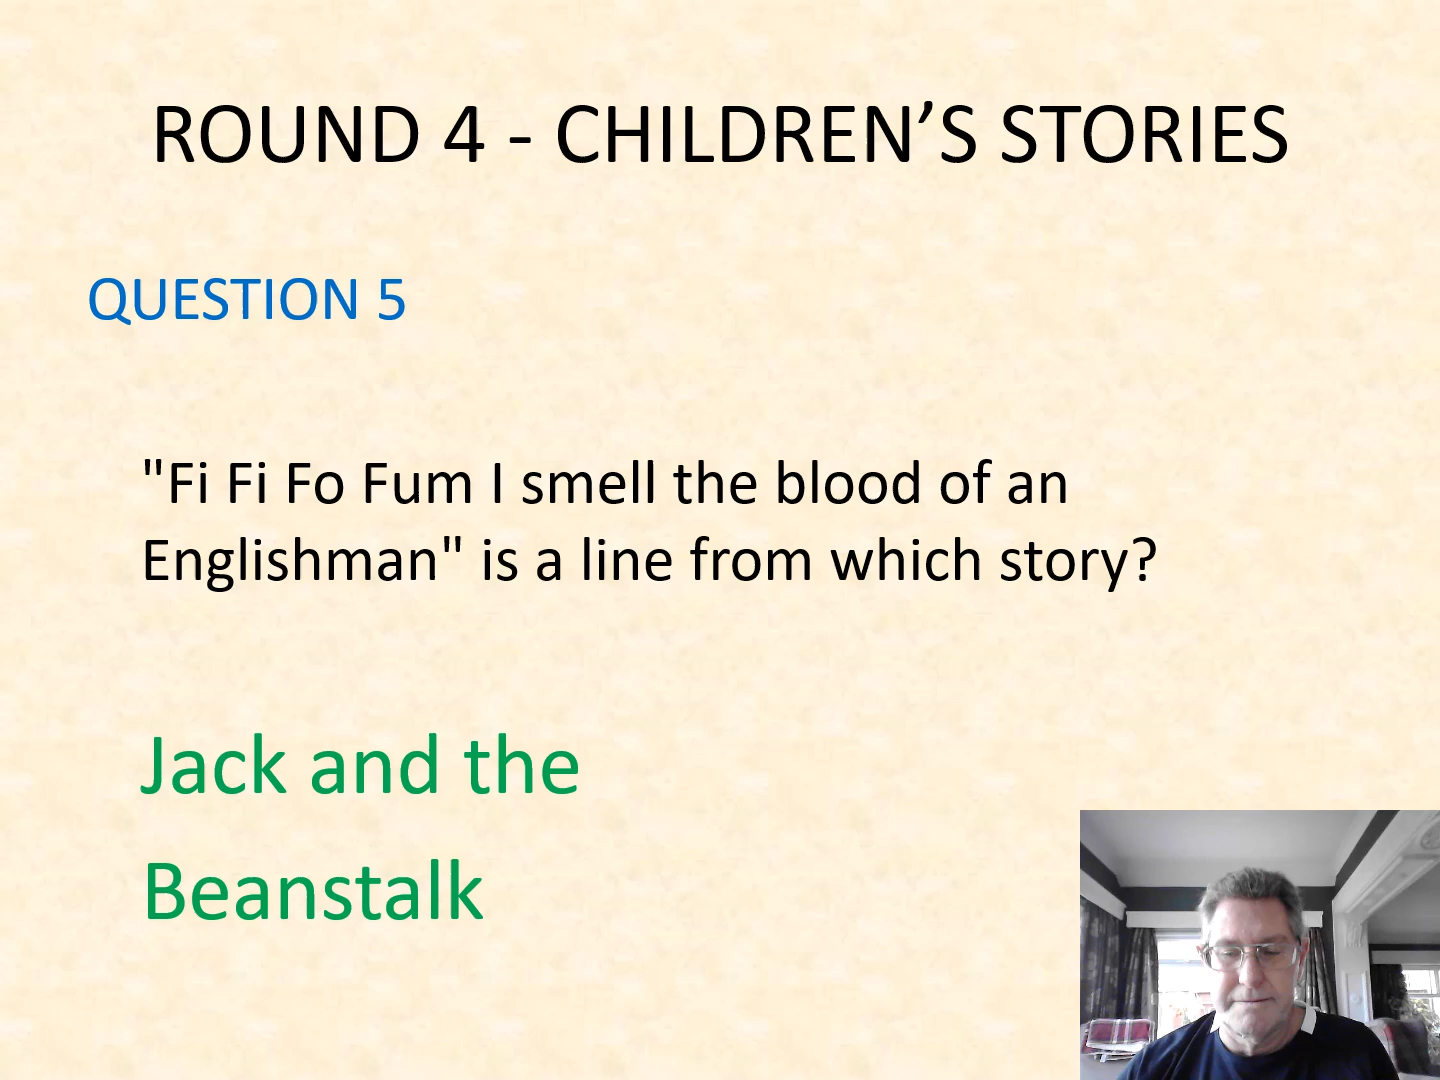 ROUND 4 - CHILDREN’S STORIES
QUESTION 5
"Fi Fi Fo Fum I smell the blood of an
Englishman" is a line from which story?
Jack and the
Beanstalk